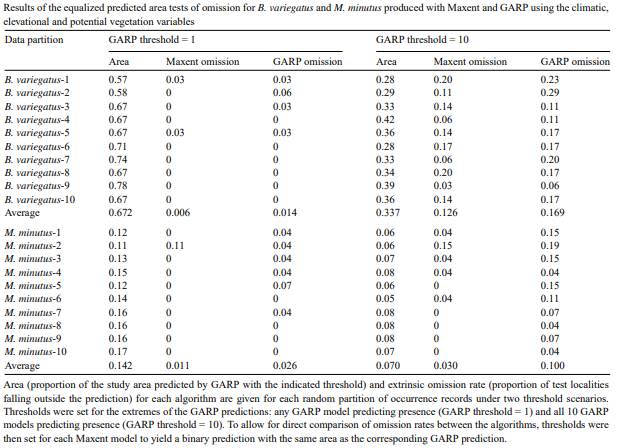 Results of the equalized predicted area tests of omission for B. variegatus and M. minutus produced with Maxent and GARP using the climatic,
elevational and potential vegetation variables
Data partition GARP threshold = 1 GARP threshold = 10
Area Maxent omission GARP omission Area Maxent omission GARP omission
B. variegatus-1 0.57 0.03 0.03 0.28 0.20 0.23
B. variegatus-2 0.58 0 0.06 0.29 0.11 0.29
B. variegatus-3 0.67 0 0.03 0.33 0.14 0.11
B. variegatus-4 0.67 0 0 0.42 0.06 0.11
B. variegatus-5 0.67 0.03 0.03 0.36 0.14 0.17
B. variegatus-6 0.71 0 0 0.28 0.17 0.17
B. variegatus-7 0.74 0 0 0.33 0.06 0.20
B. variegatus-8 0.67 0 0 0.34 0.20 0.17
B. variegatus-9 0.78 0 0 0.39 0.03 0.06
B. variegatus-10 0.67 0 0 0.36 0.14 0.17
Average 0.672 0.006 0.014 0.337 0.126 0.169
M. minutus-1 0.12 0 0.04 0.06 0.04 0.15
M. minutus-2 0.11 0.11 0.04 0.06 0.15 0.19
M. minutus-3 0.13 0 0.04 0.07 0.04 0.15
M. minutus-4 0.15 0 0.04 0.08 0.04 0.04
M. minutus-5 0.12 0 0.07 0.06 0 0.15
M. minutus-6 0.14 0 0 0.05 0.04 0.11
M. minutus-7 0.16 0 0.04 0.08 0 0.07
M. minutus-8 0.16 0 0 0.08 0 0.04
M. minutus-9 0.16 0 0 0.08 0 0.07
M. minutus-10 0.17 0 0 0.07 0 0.04
Average 0.142 0.011 0.026 0.070 0.030 0.100
Area (proportion of the study area predicted by GARP with the indicated threshold) and extrinsic omission rate (proportion of test localities
falling outside the prediction) for each algorithm are given for each random partition of occurrence records under two threshold scenarios.
Thresholds were set for the extremes of the GARP predictions: any GARP model predicting presence (GARP threshold = 1) and all 10 GARP
models predicting presence (GARP threshold = 10). To allow for direct comparison of omission rates between the algorithms, thresholds were
then set for each Maxent model to yield a binary prediction with the same area as the corresponding GARP prediction.